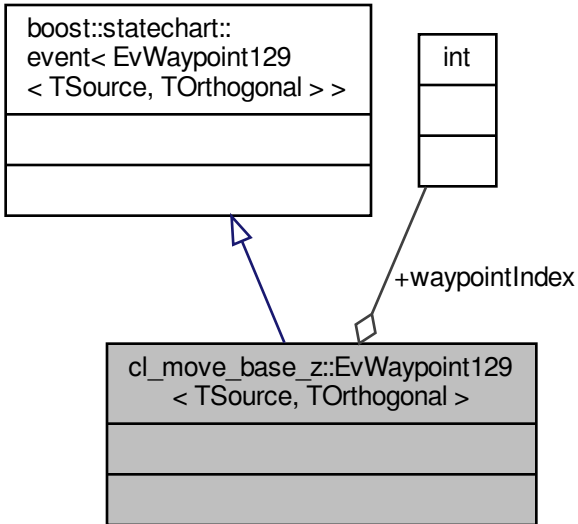 boost::statechart::
event< EvWaypoint129
< TSource, TOrthogonal > >
int
+waypointIndex
cl_move_base_z::EvWaypoint129
< TSource, TOrthogonal >